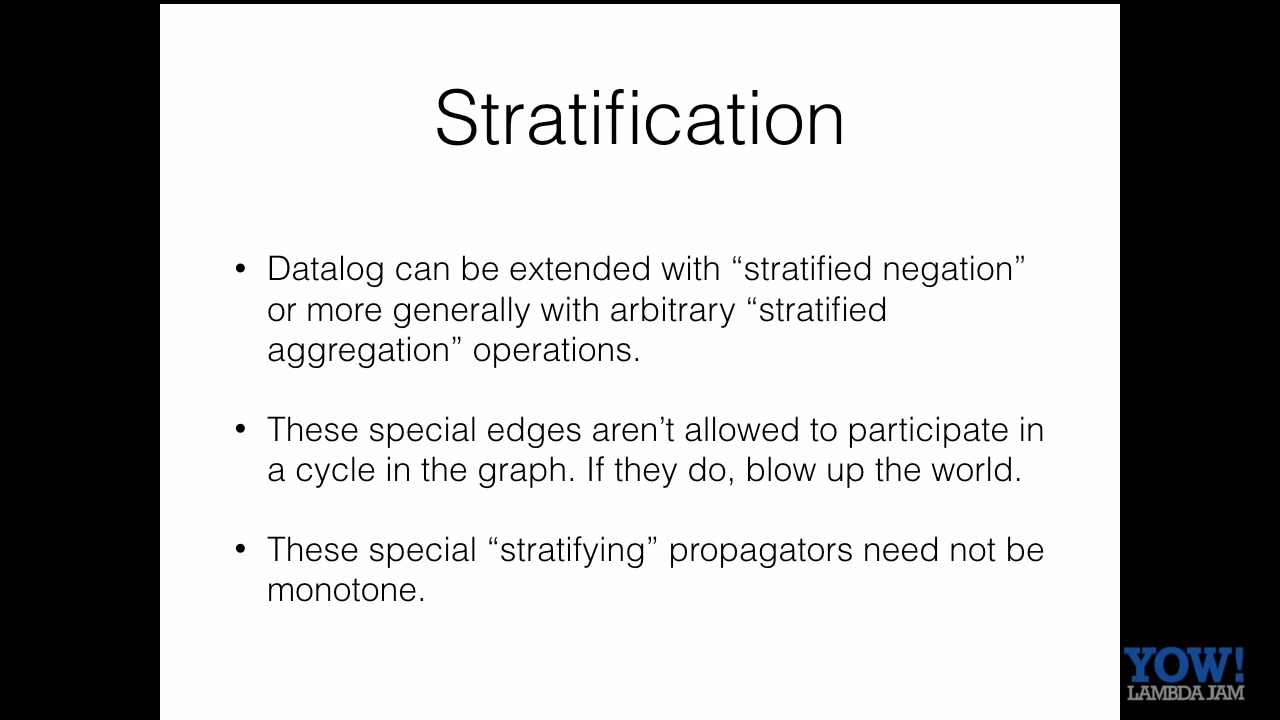 Stratification
• Datalog can be extended with “stratified negation”
or more generally with arbitrary “stratified
aggregation” operations.
• These special edges aren’t allowed to participate in
a cycle in the graph. If they do, blow up the world.
• These special “stratifying” propagators need not be
monotone.
YOW!
LAMBDA JAM